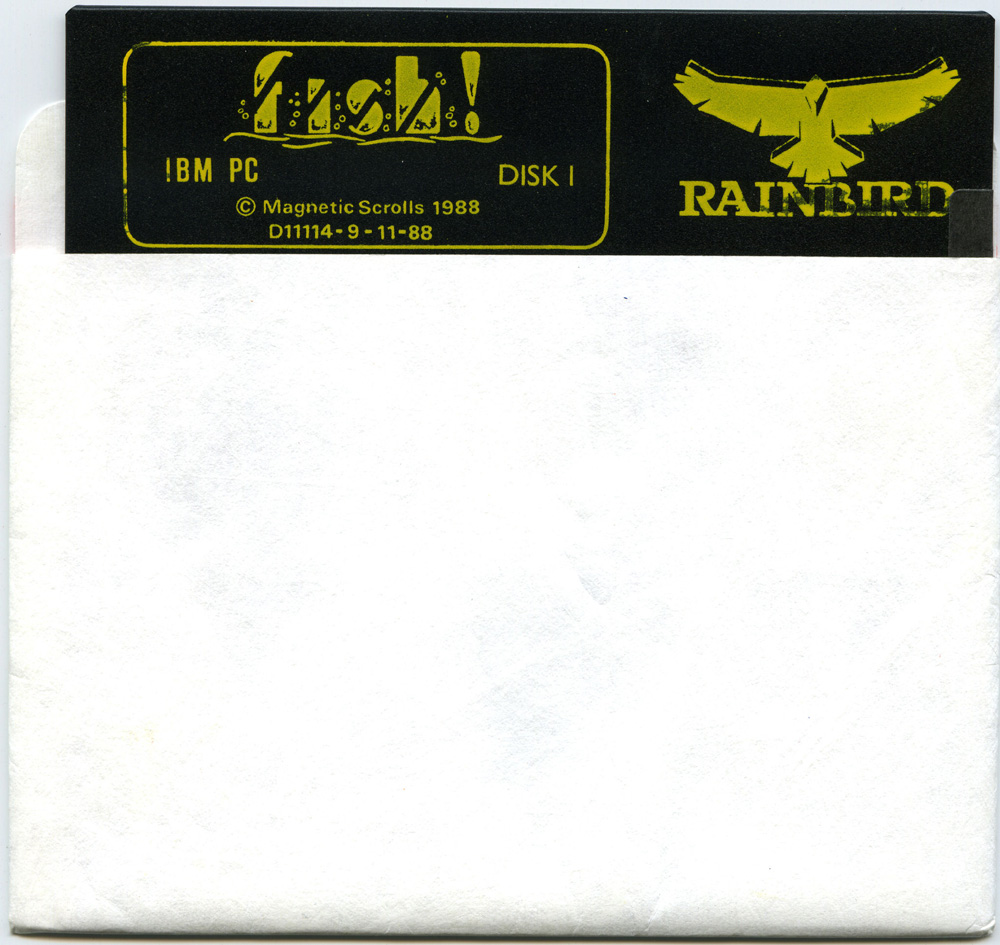 fish!
IBM PC
DISK 1
© Magnetic Scrolls 1988
D11114-9-11-88
RAINBIRD